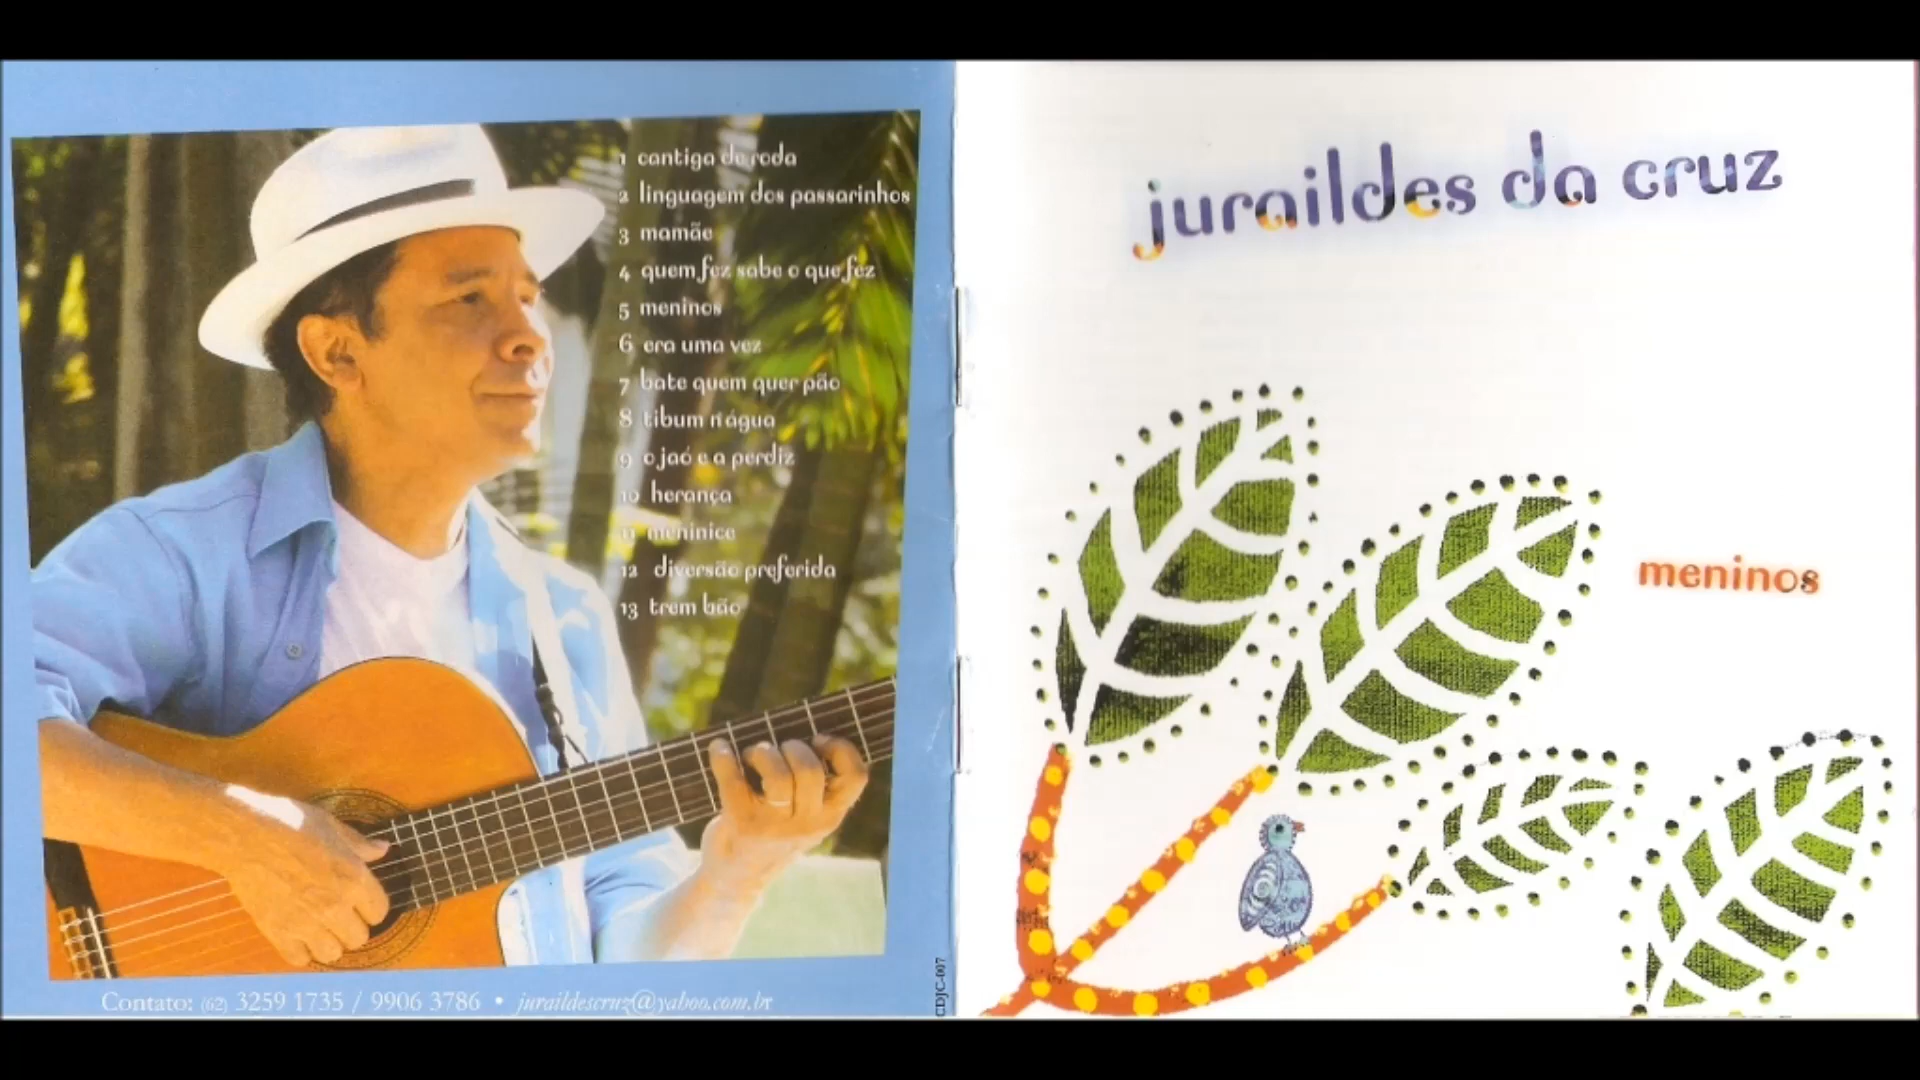 1 cantiga de roda
2 linguagem dos passarinhos
3 mamãe
4 quem fez sabe o que fez
5 meninos
6 era uma vez
7 bate quem quer pão
8 tibum n'água
9 o jaó e a perdiz
10 herança
11 meninice
12 diversão preferida
13 trem bão
Contato: (62) 3259 1735 / 9906 3786 • juraildescruz@yahoo.com.br
CDJC-007
juraildes da cruz
meninos